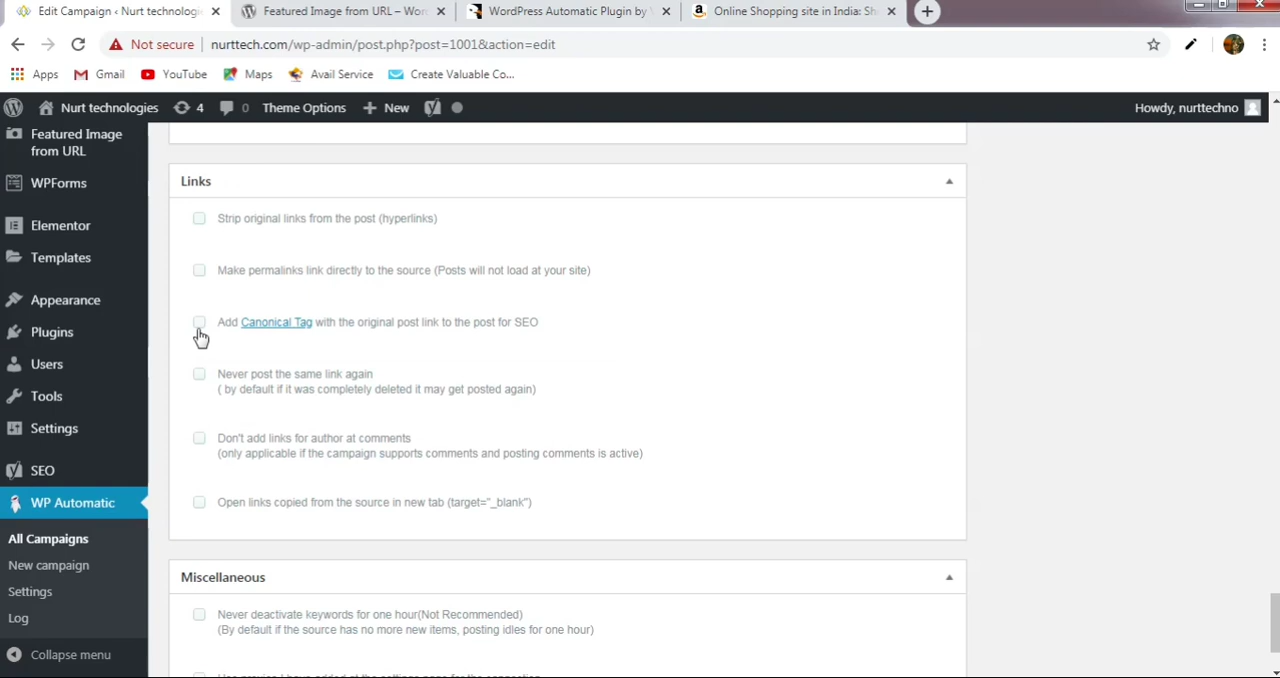 Edit Campaign ‹ Nurt technologi
Featured Image from URL – Wor
WordPress Automatic Plugin by V
Online Shopping site in India: Sho
Not secure
nurttech.com/wp-admin/post.php?post=1001&action=edit
Apps
Gmail
YouTube
Maps
Avail Service
Create Valuable Co...
Nurt technologies
4
0
Theme Options
New
Howdy, nurttechno
Featured Image
from URL
WPForms
Elementor
Templates
Appearance
Plugins
Users
Tools
Settings
SEO
WP Automatic
All Campaigns
New campaign
Settings
Log
Collapse menu
Links
Strip original links from the post (hyperlinks)
Make permalinks link directly to the source (Posts will not load at your site)
Add Canonical Tag with the original post link to the post for SEO
Never post the same link again
( by default if it was completely deleted it may get posted again)
Don't add links for author at comments
(only applicable if the campaign supports comments and posting comments is active)
Open links copied from the source in new tab (target="_blank")
Miscellaneous
Never deactivate keywords for one hour(Not Recommended)
(By default if the source has no more new items, posting idles for one hour)